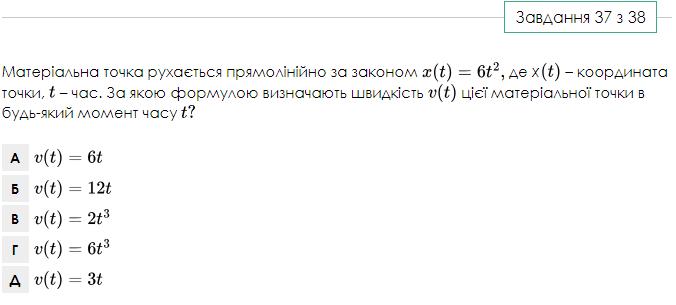 Завдання 37 з 38
Матеріальна точка рухається прямолінійно за законом x(t) = 6t², де x(t) – координата
точки, t – час. За якою формулою визначають швидкість v(t) цієї матеріальної точки в
будь-який момент часу t?
А v(t) = 6t
Б v(t) = 12t
В v(t) = 2t³
Г v(t) = 6t³
Д v(t) = 3t